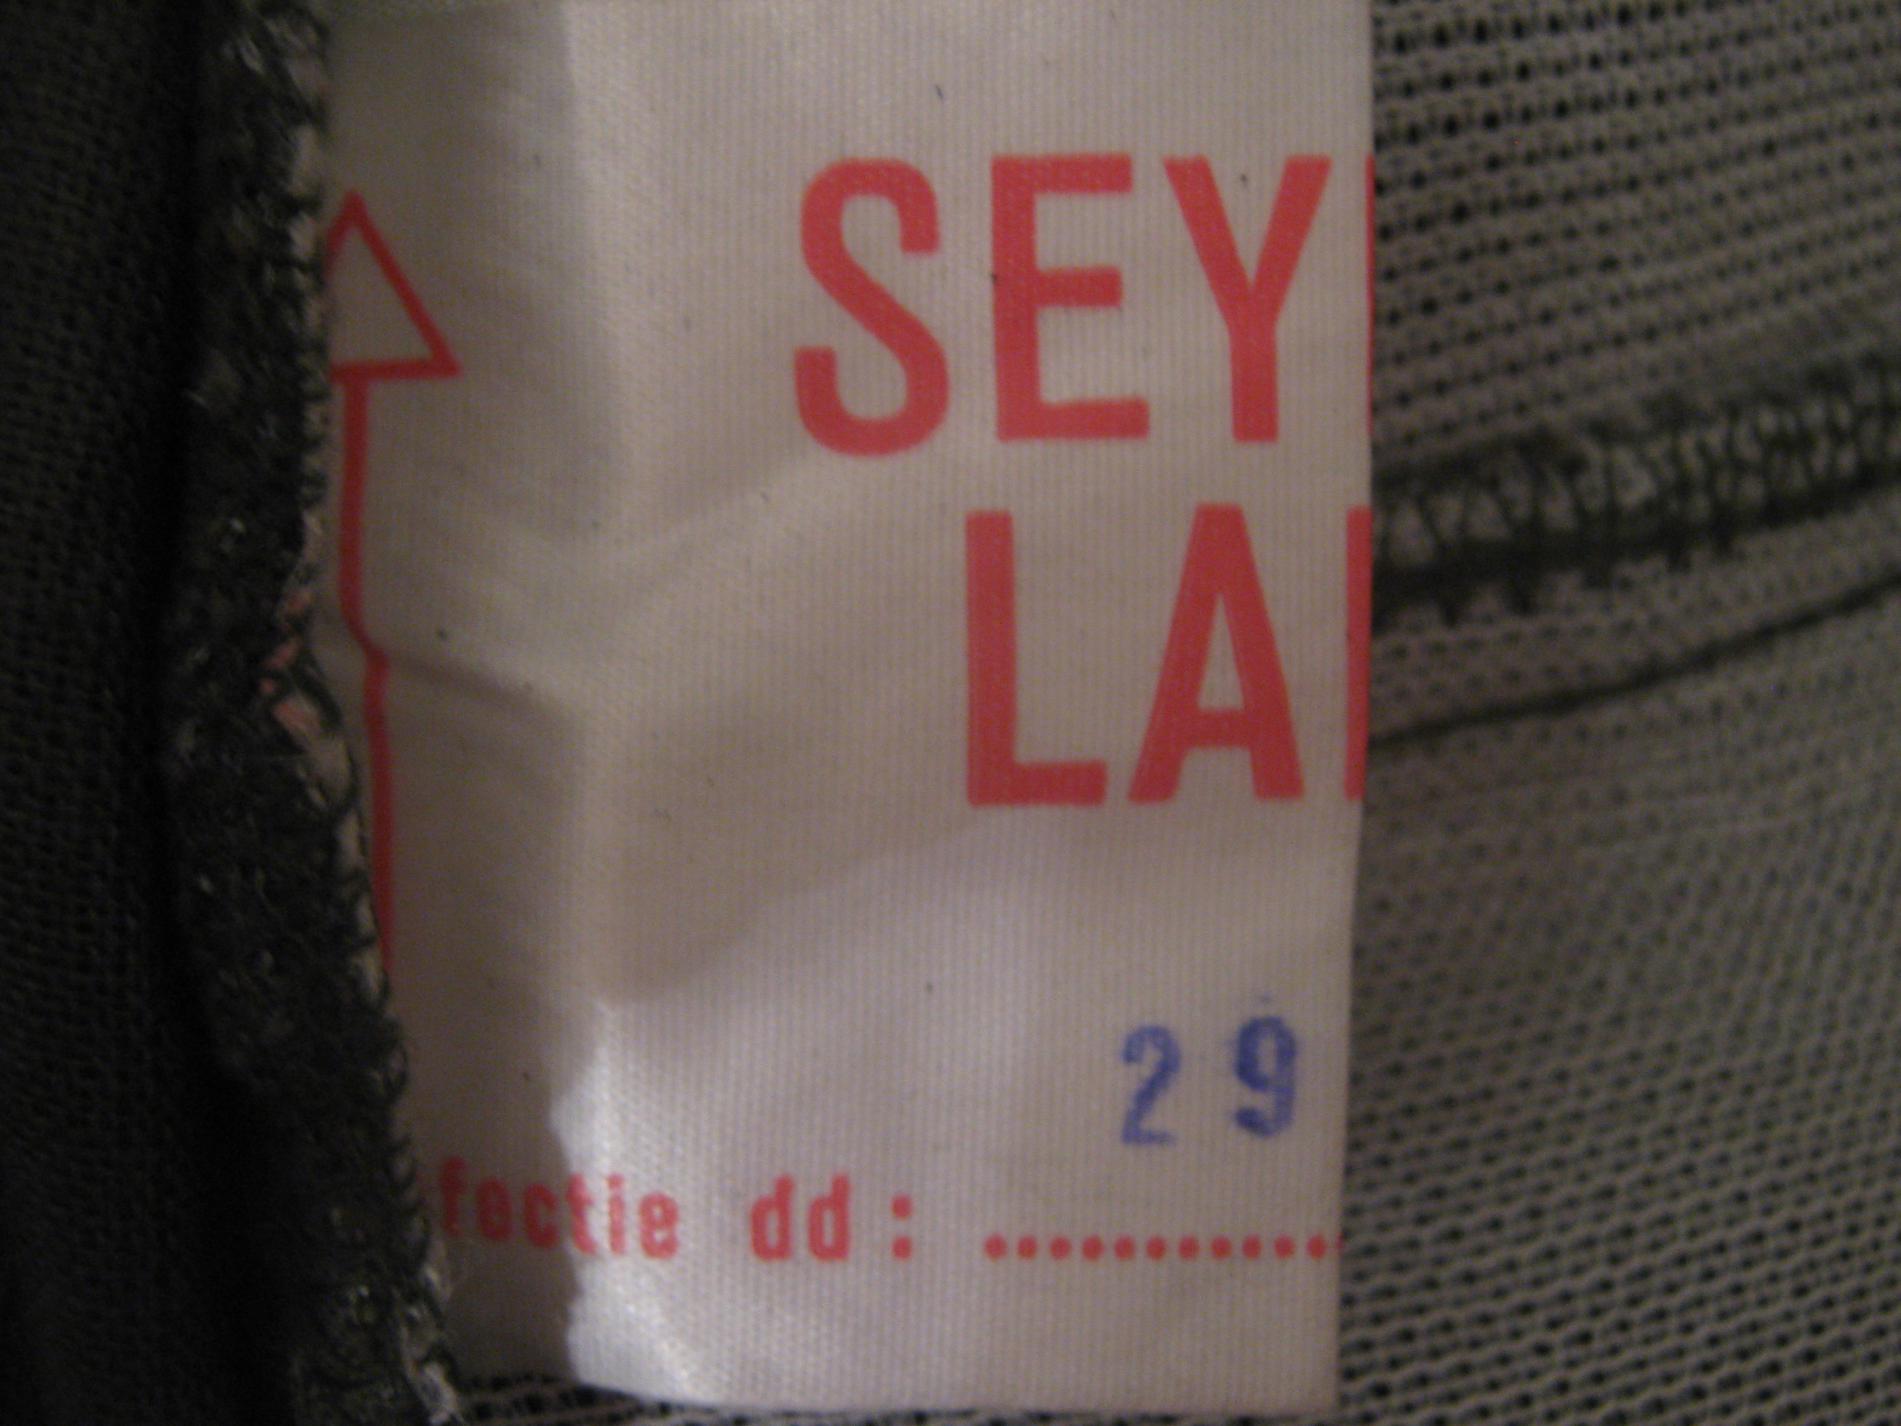 SEY
LA
29
fectie dd: ............